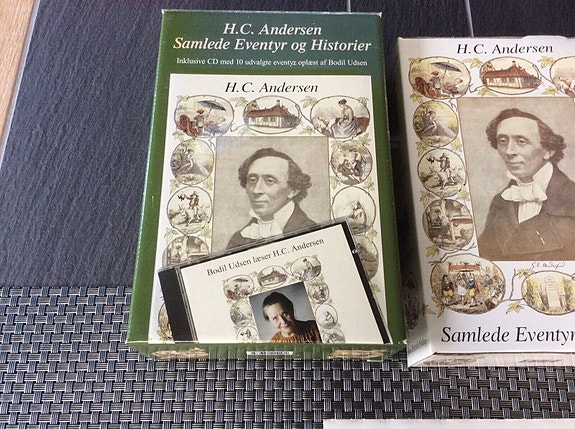 H.C. Andersen
Samlede Eventyr og Historier
Inklusive CD med 10 udvalgte eventyr, oplæst af Bodil Udsen
H.C. Andersen
Bodil Udsen læser H.C. Andersen
H.C. Andersen
Samlede Eventyr